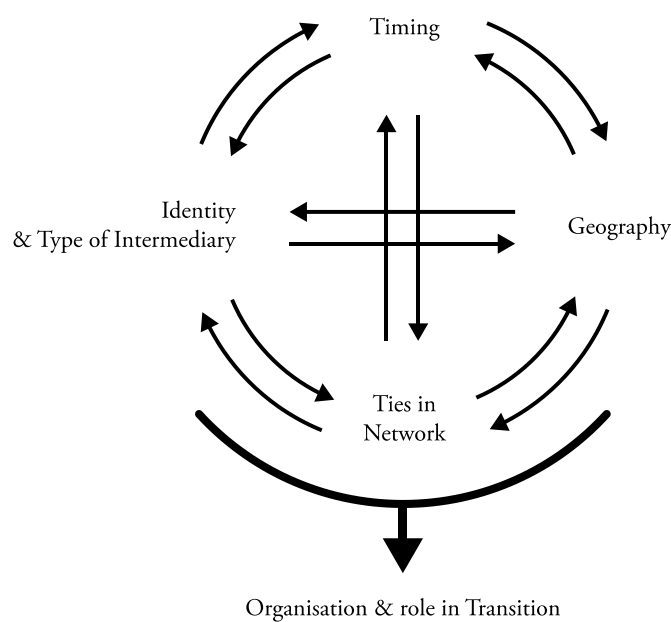 Timing
Identity
& Type of Intermediary
Geography
Ties in
Network
Organisation & role in Transition